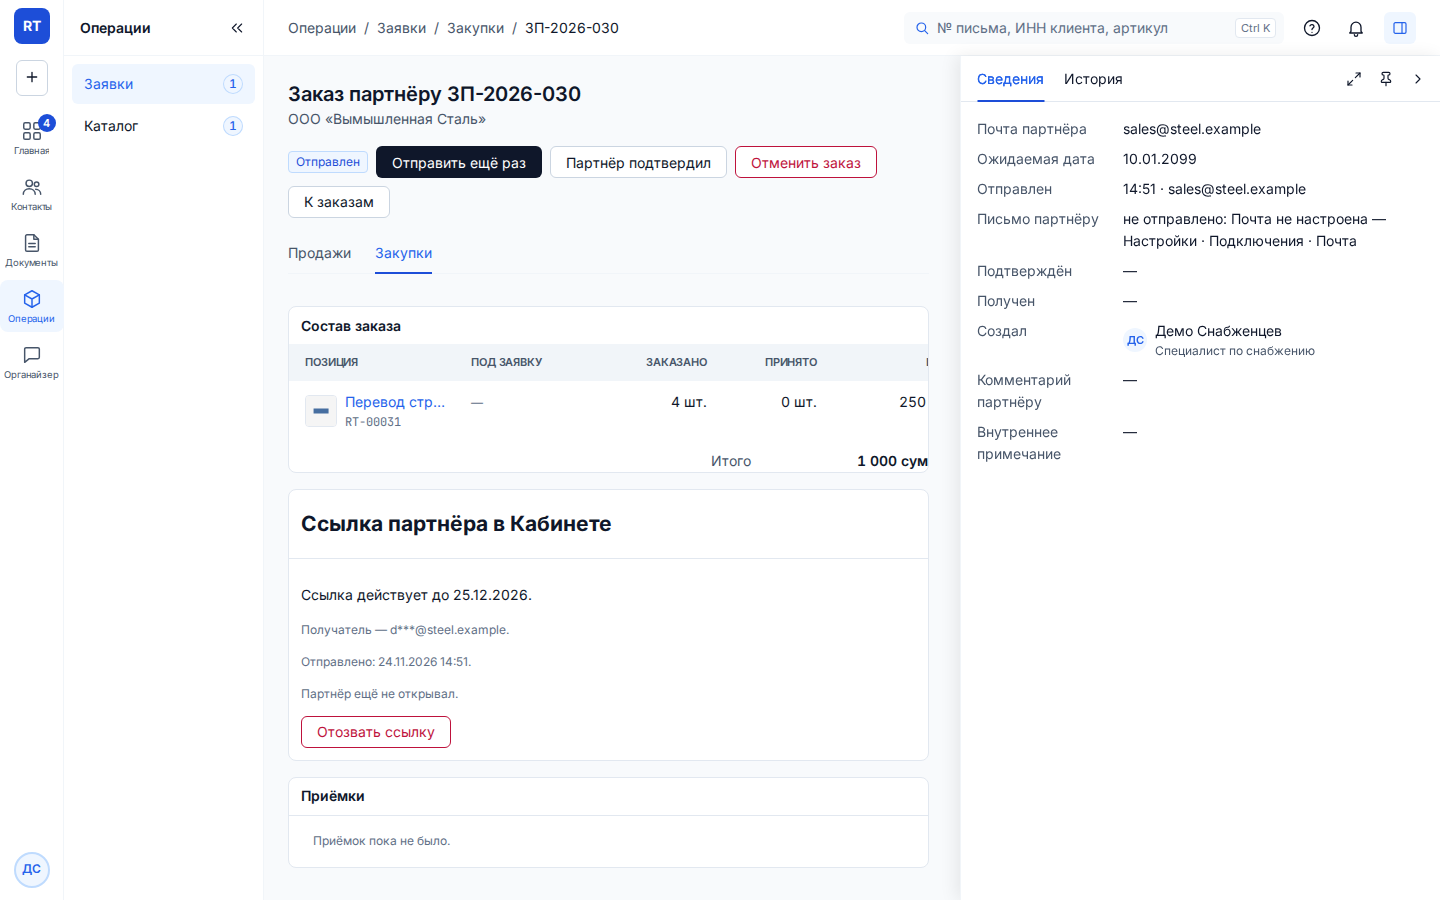 RT
Операции
Операции / Заявки / Закупки / ЗП-2026-030
№ письма, ИНН клиента, артикул
Ctrl K
4
Главная
Контакты
Документы
Операции
Органайзер
ДС
Заявки
1
Каталог
1
Заказ партнёру ЗП-2026-030
ООО «Вымышленная Сталь»
Отправлен
Отправить ещё раз
Партнёр подтвердил
Отменить заказ
К заказам
Продажи
Закупки
Состав заказа
ПОЗИЦИЯ
ПОД ЗАЯВКУ
ЗАКАЗАНО
ПРИНЯТО
Перевод стр...
—
4 шт.
0 шт.
250
RT-00031
Итого
1 000 сум
Ссылка партнёра в Кабинете
Ссылка действует до 25.12.2026.
Получатель — d***@steel.example.
Отправлено: 24.11.2026 14:51.
Партнёр ещё не открывал.
Отозвать ссылку
Приёмки
Приёмок пока не было.
Сведения
История
Почта партнёра
sales@steel.example
Ожидаемая дата
10.01.2099
Отправлен
14:51 · sales@steel.example
Письмо партнёру
не отправлено: Почта не настроена —
Настройки · Подключения · Почта
Подтверждён
—
Получен
—
Создал
ДС
Демо Снабженцев
Специалист по снабжению
Комментарий
партнёру
—
Внутреннее
примечание
—